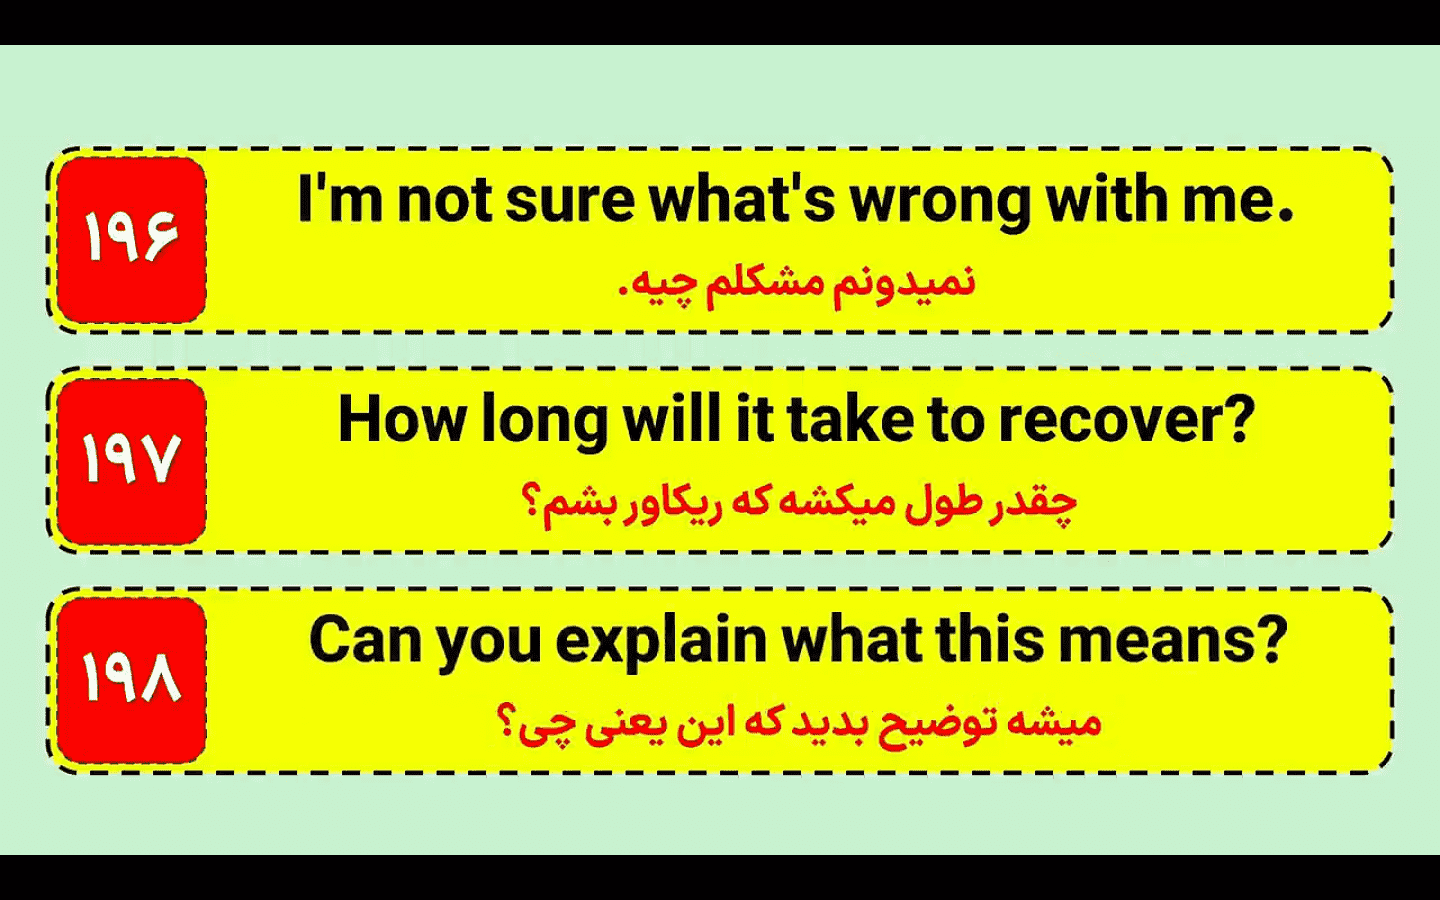 ۱۹۶
I'm not sure what's wrong with me.
نمیدونم مشکلم چیه.
۱۹۷
How long will it take to recover?
چقدر طول میکشه که ریکاور بشم؟
۱۹۸
Can you explain what this means?
میشه توضیح بدید که این یعنی چی؟